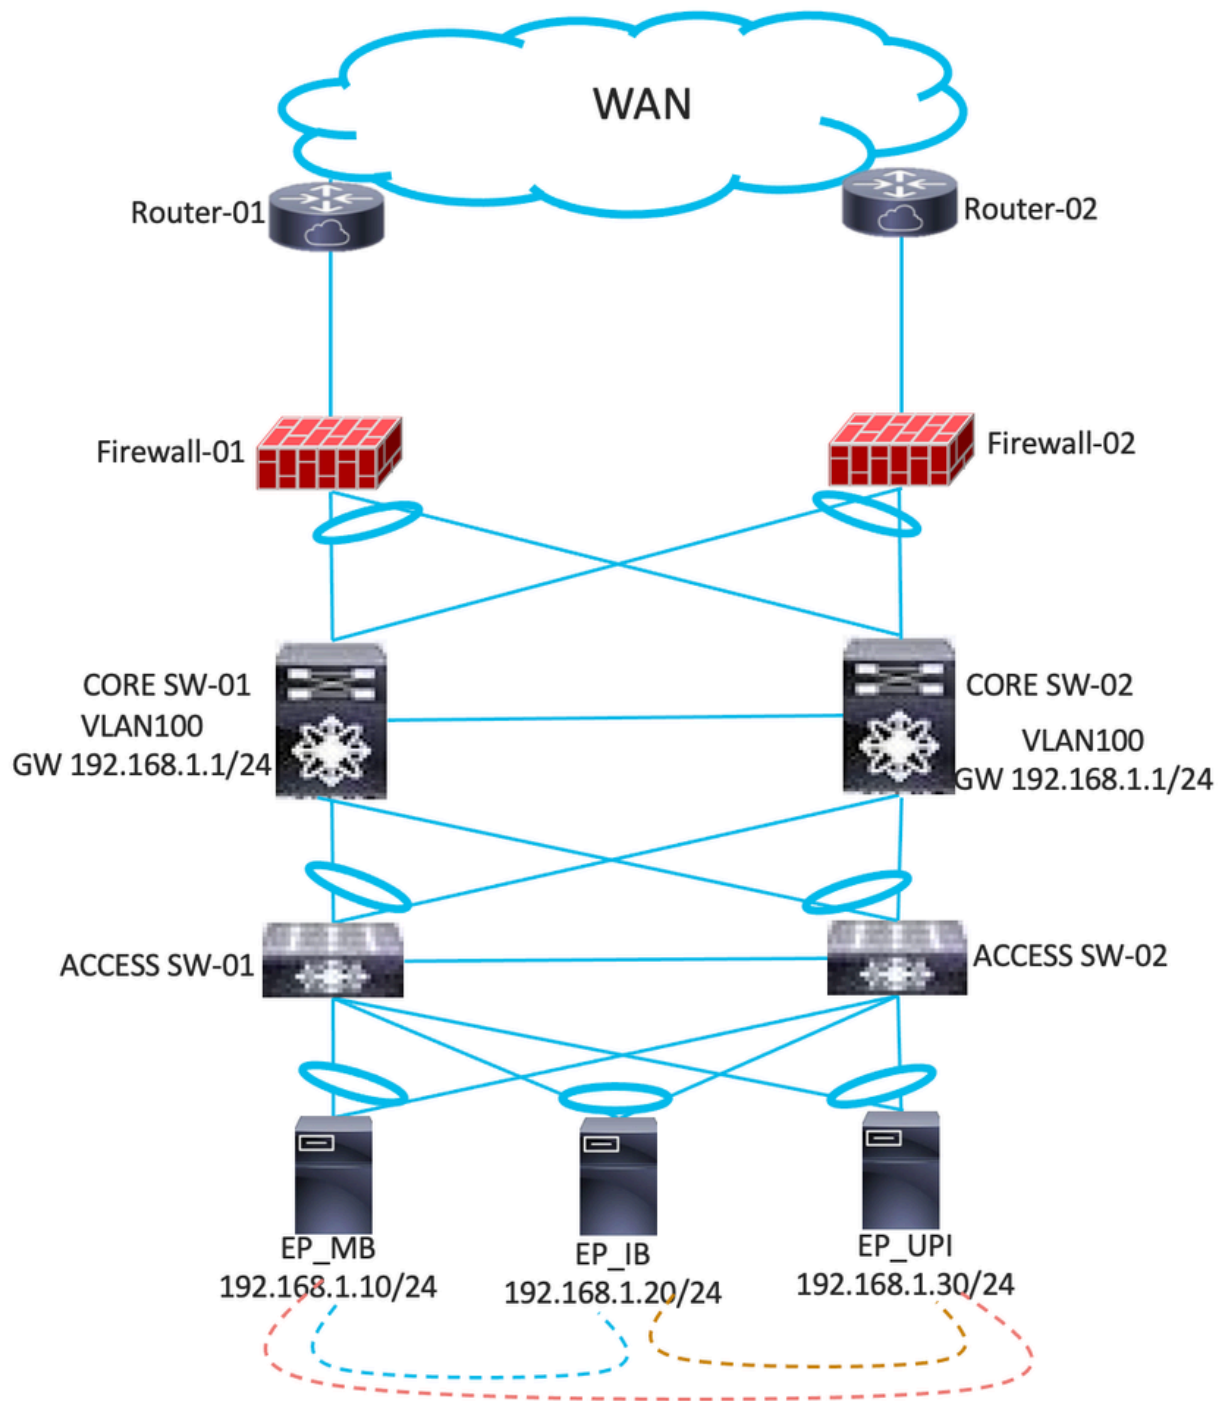 WAN
Router-01
Router-02
Firewall-01
Firewall-02
CORE SW-01
VLAN100
GW 192.168.1.1/24
CORE SW-02
VLAN100
GW 192.168.1.1/24
ACCESS SW-01
ACCESS SW-02
EP_MB
192.168.1.10/24
EP_IB
192.168.1.20/24
EP_UPI
192.168.1.30/24